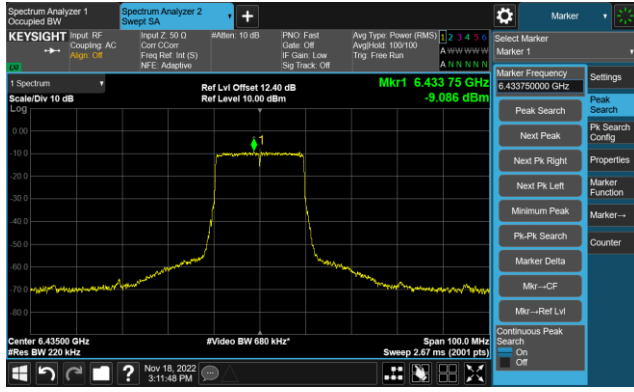 Spectrum Analyzer 1
Occupied BW
Spectrum Analyzer 2
Swept SA
Marker
KEYSIGHT
Input: RF
Coupling: AC
Align: Off
Input Z: 50 Ω
Corr CCorr
Freq Ref: Int (S)
NFE: Adaptive
#Atten: 10 dB
PNO: Fast
Gate: Off
IF Gain: Low
Sig Track: Off
Avg Type: Power (RMS)
Avg|Hold: 100/100
Trig: Free Run
1 2 3 4 5 6
A W W W W W
A N N N N N
Select Marker
Marker 1
1 Spectrum
Scale/Div 10 dB
Log
Ref Lvl Offset 12.40 dB
Ref Level 10.00 dBm
Mkr1 6.433 75 GHz
-9.086 dBm
0.00
-10.0
-20.0
-30.0
-40.0
-50.0
-60.0
-70.0
-80.0
1
Center 6.43500 GHz
#Res BW 220 kHz
#Video BW 680 kHz*
Span 100.0 MHz
Sweep 2.67 ms (2001 pts)
Marker Frequency
6.433750000 GHz
Peak Search
Next Peak
Next Pk Right
Next Pk Left
Minimum Peak
Pk-Pk Search
Marker Delta
Mkr→CF
Mkr→Ref Lvl
Continuous Peak
Search
On
Off
Settings
Peak
Search
Pk Search
Config
Properties
Marker
Function
Marker→
Counter
Nov 18, 2022
3:11:48 PM